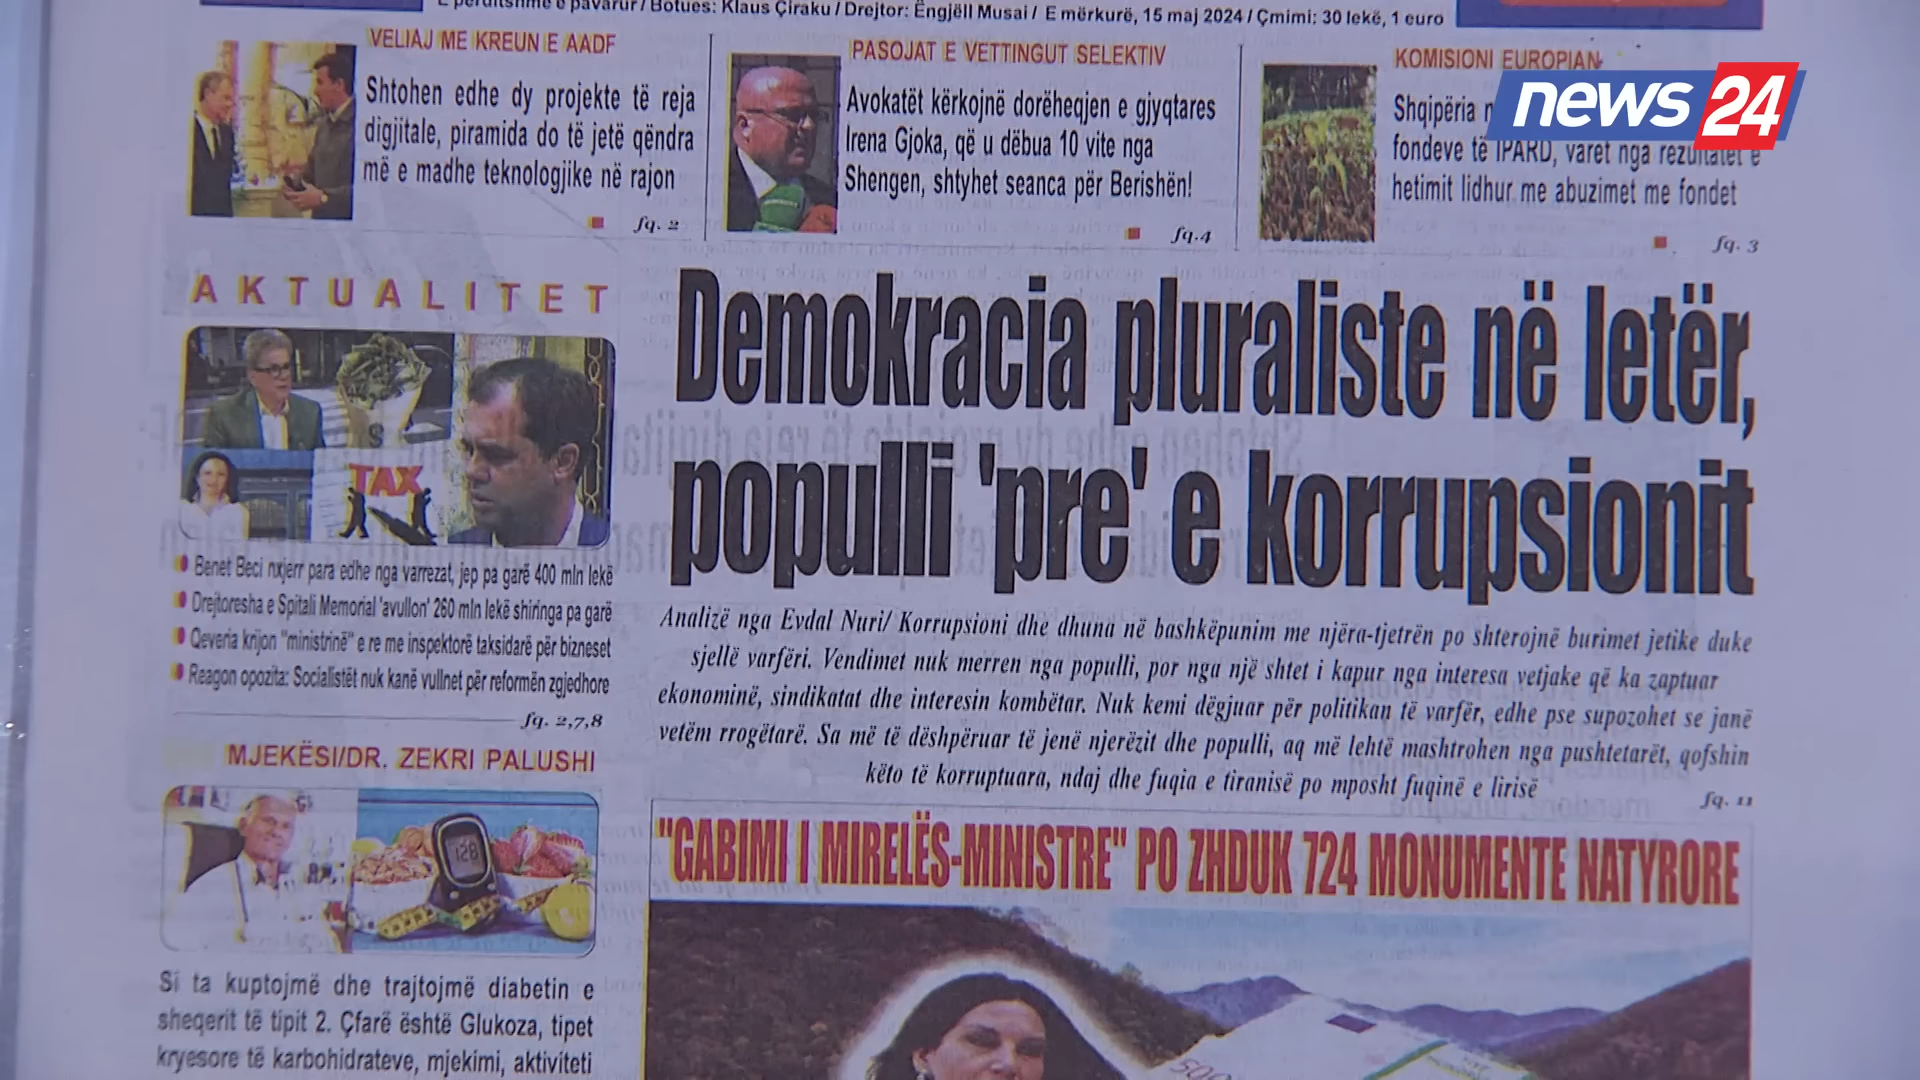 E përditshme e pavarur / Botues: Klaus Çiraku / Drejtor: Ëngjëll Musai / E mërkurë, 15 maj 2024 / Çmimi: 30 lekë, 1 euro
VELIAJ ME KREUN E AADF
Shtohen edhe dy projekte të reja
digjitale, piramida do të jetë qëndra
më e madhe teknologjike në rajon
fq. 2
PASOJAT E VETTINGUT SELEKTIV
Avokatët kërkojnë dorëheqjen e gjyqtares
Irena Gjoka, që u dëbua 10 vite nga
Shengen, shtyhet seanca për Berishën!
fq.4
KOMISIONI EUROPIAN
Shqipëria
fondeve të IPARD, varet nga rezultatet e
hetimit lidhur me abuzimet me fondet
fq. 3
news 24
AKTUALITET
TAX
Benet Beci nxjerr para edhe nga varrezat, jep pa garë 400 mln lekë
Drejtoresha e Spitali Memorial 'avullon' 260 mln lekë shiringa pa garë
Qeveria krijon "ministrinë" e re me inspektorë taksidarë për bizneset
Reagon opozita: Socialistët nuk kanë vullnet për reformën zgjedhore
fq. 2,7,8
MJEKËSI/DR. ZEKRI PALUSHI
128
Si ta kuptojmë dhe trajtojmë diabetin e
sheqerit të tipit 2. Çfarë është Glukoza, tipet
kryesore të karbohidrateve, mjekimi, aktiviteti
Demokracia pluraliste në letër,
populli 'pre' e korrupsionit
Analizë nga Evdal Nuri/ Korrupsioni dhe dhuna në bashkëpunim me njëra-tjetrën po shterojnë burimet jetike duke
sjellë varfëri. Vendimet nuk merren nga populli, por nga një shtet i kapur nga interesa vetjake që ka zaptuar
ekonominë, sindikatat dhe interesin kombëtar. Nuk kemi dëgjuar për politikan të varfër, edhe pse supozohet se janë
vetëm rrogëtarë. Sa më të dëshpëruar të jenë njerëzit dhe populli, aq më lehtë mashtrohen nga pushtetarët, qofshin
këto të korruptuara, ndaj dhe fuqia e tiranisë po mposht fuqinë e lirisë
fq. 11
"GABIMI I MIRELËS-MINISTRE" PO ZHDUK 724 MONUMENTE NATYRORE
500